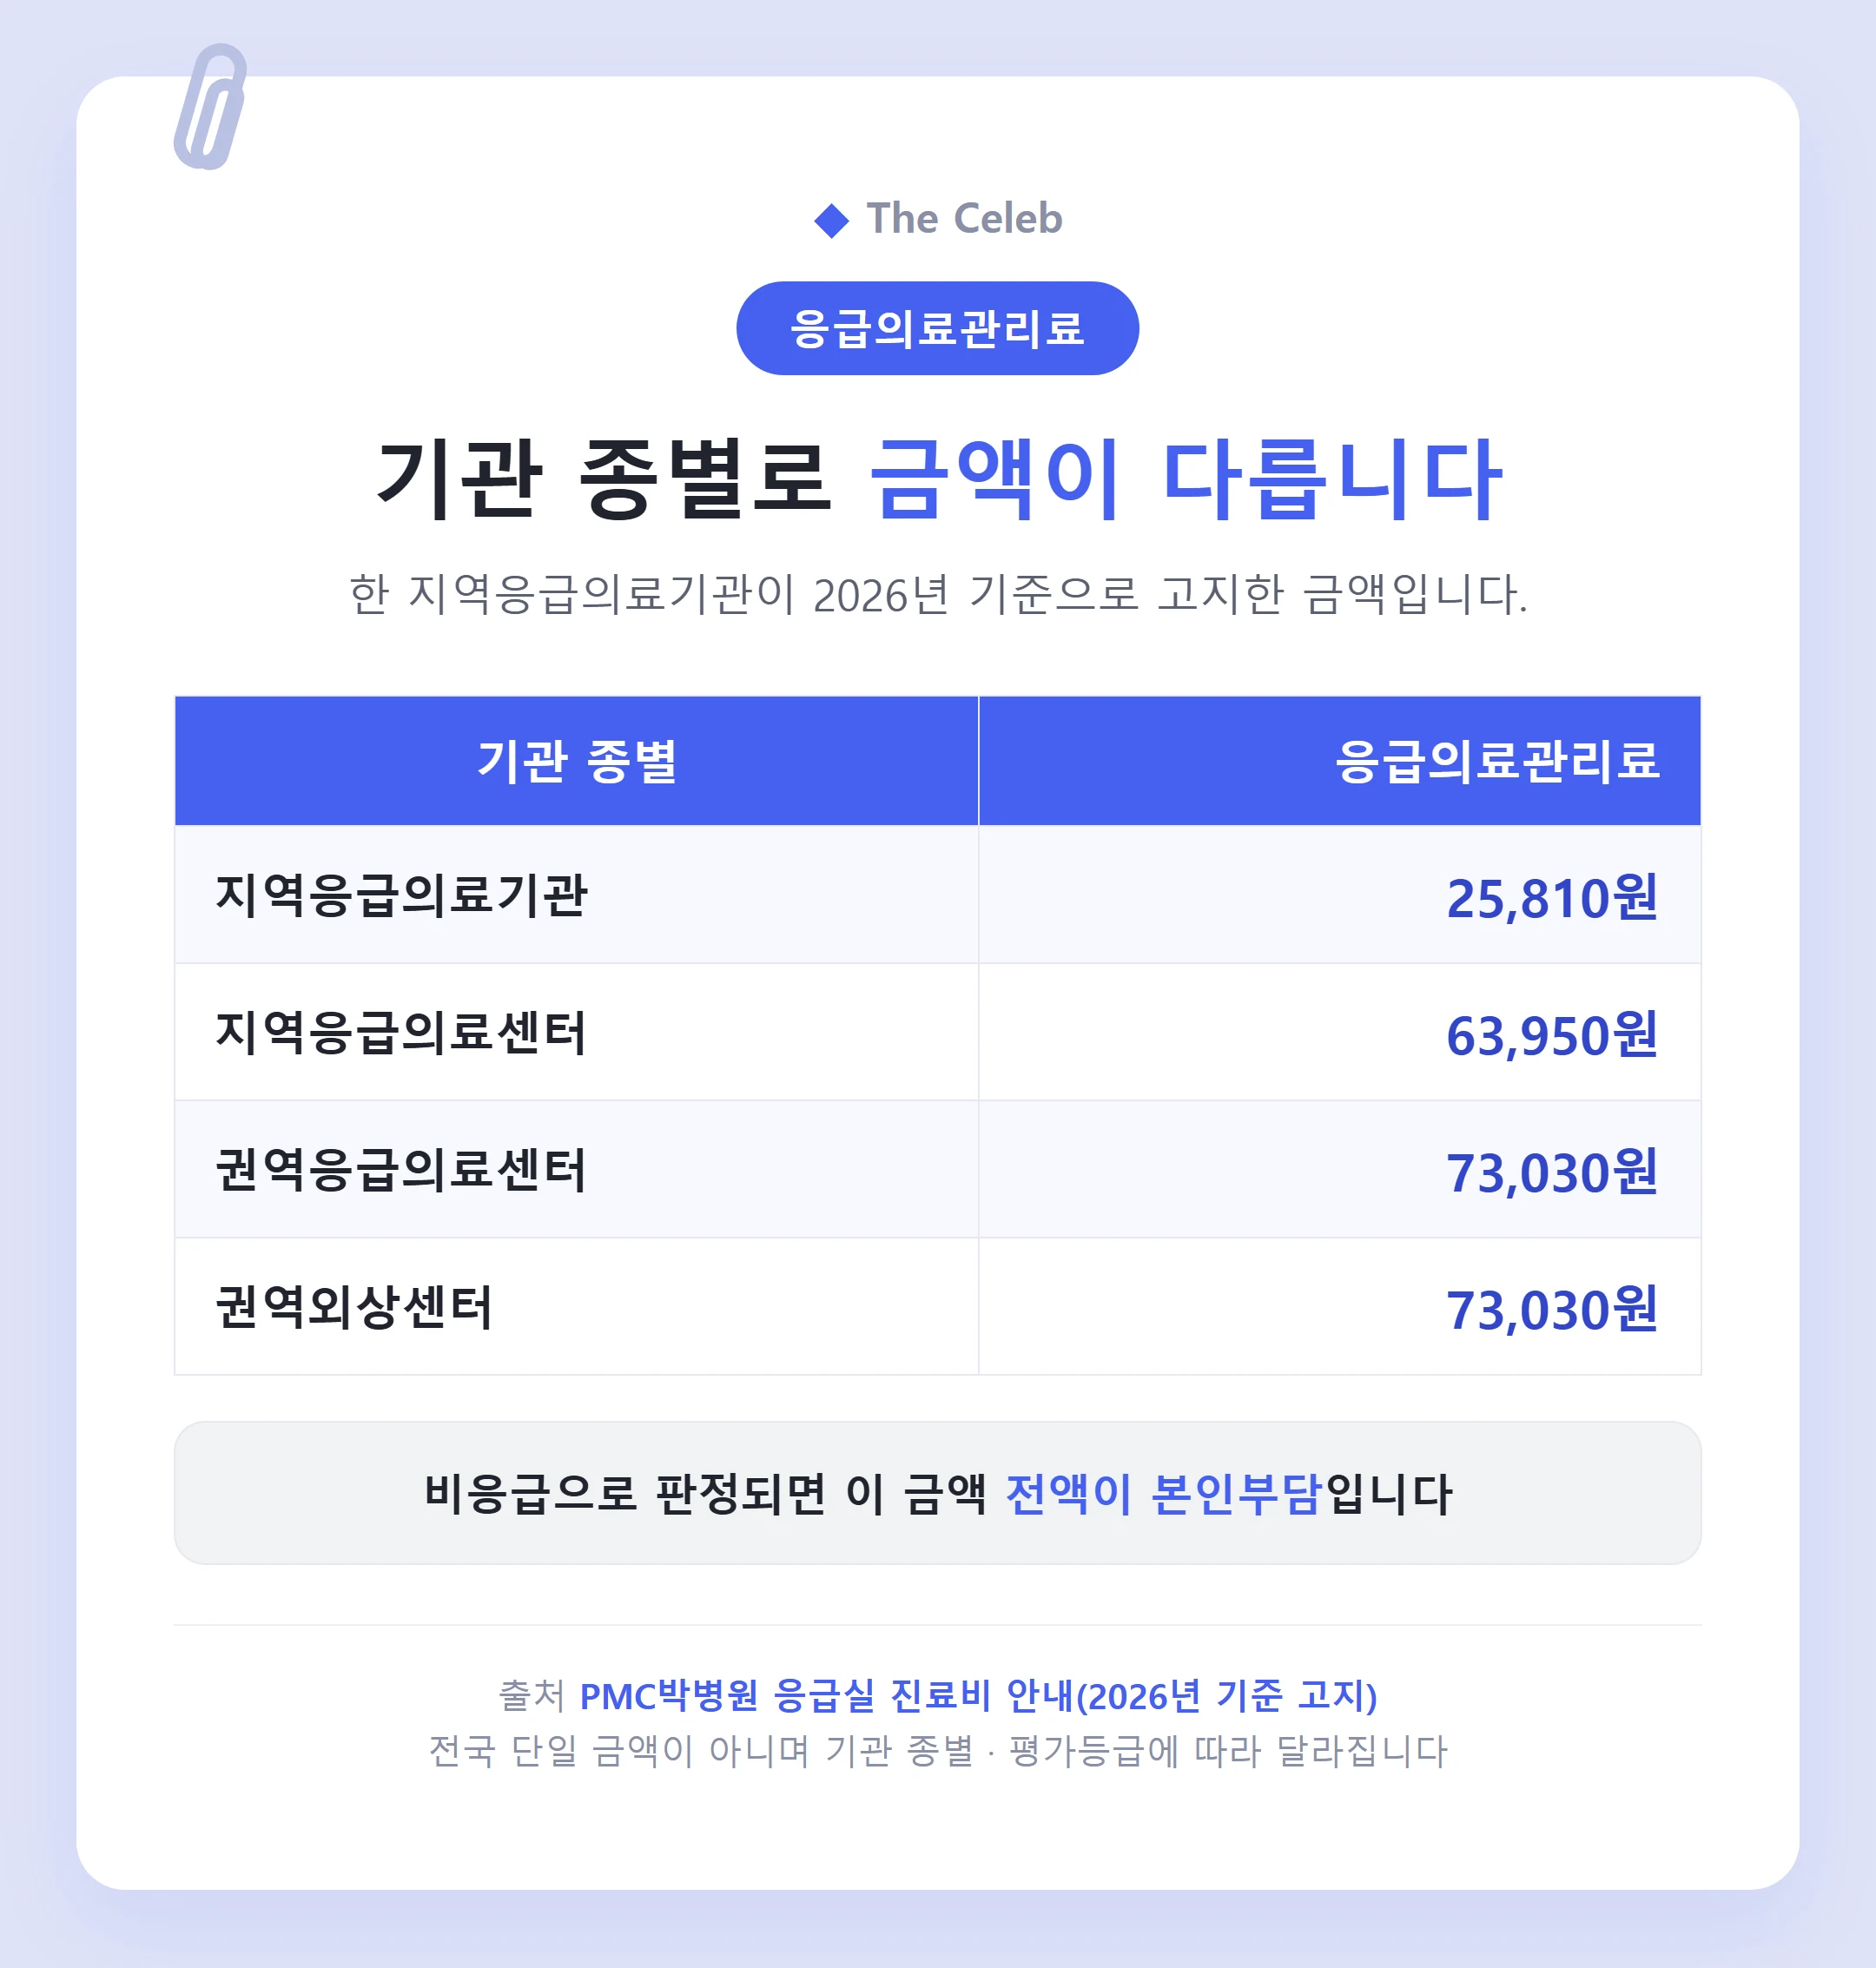 The Celeb
응급의료관리료
기관 종별로 금액이 다릅니다
한 지역응급의료기관이 2026년 기준으로 고지한 금액입니다.
기관 종별 응급의료관리료
지역응급의료기관 25,810원
지역응급의료센터 63,950원
권역응급의료센터 73,030원
권역외상센터 73,030원
비응급으로 판정되면 이 금액 전액이 본인부담입니다
출처 PMC박병원 응급실 진료비 안내(2026년 기준 고지)
전국 단일 금액이 아니며 기관 종별 · 평가등급에 따라 달라집니다